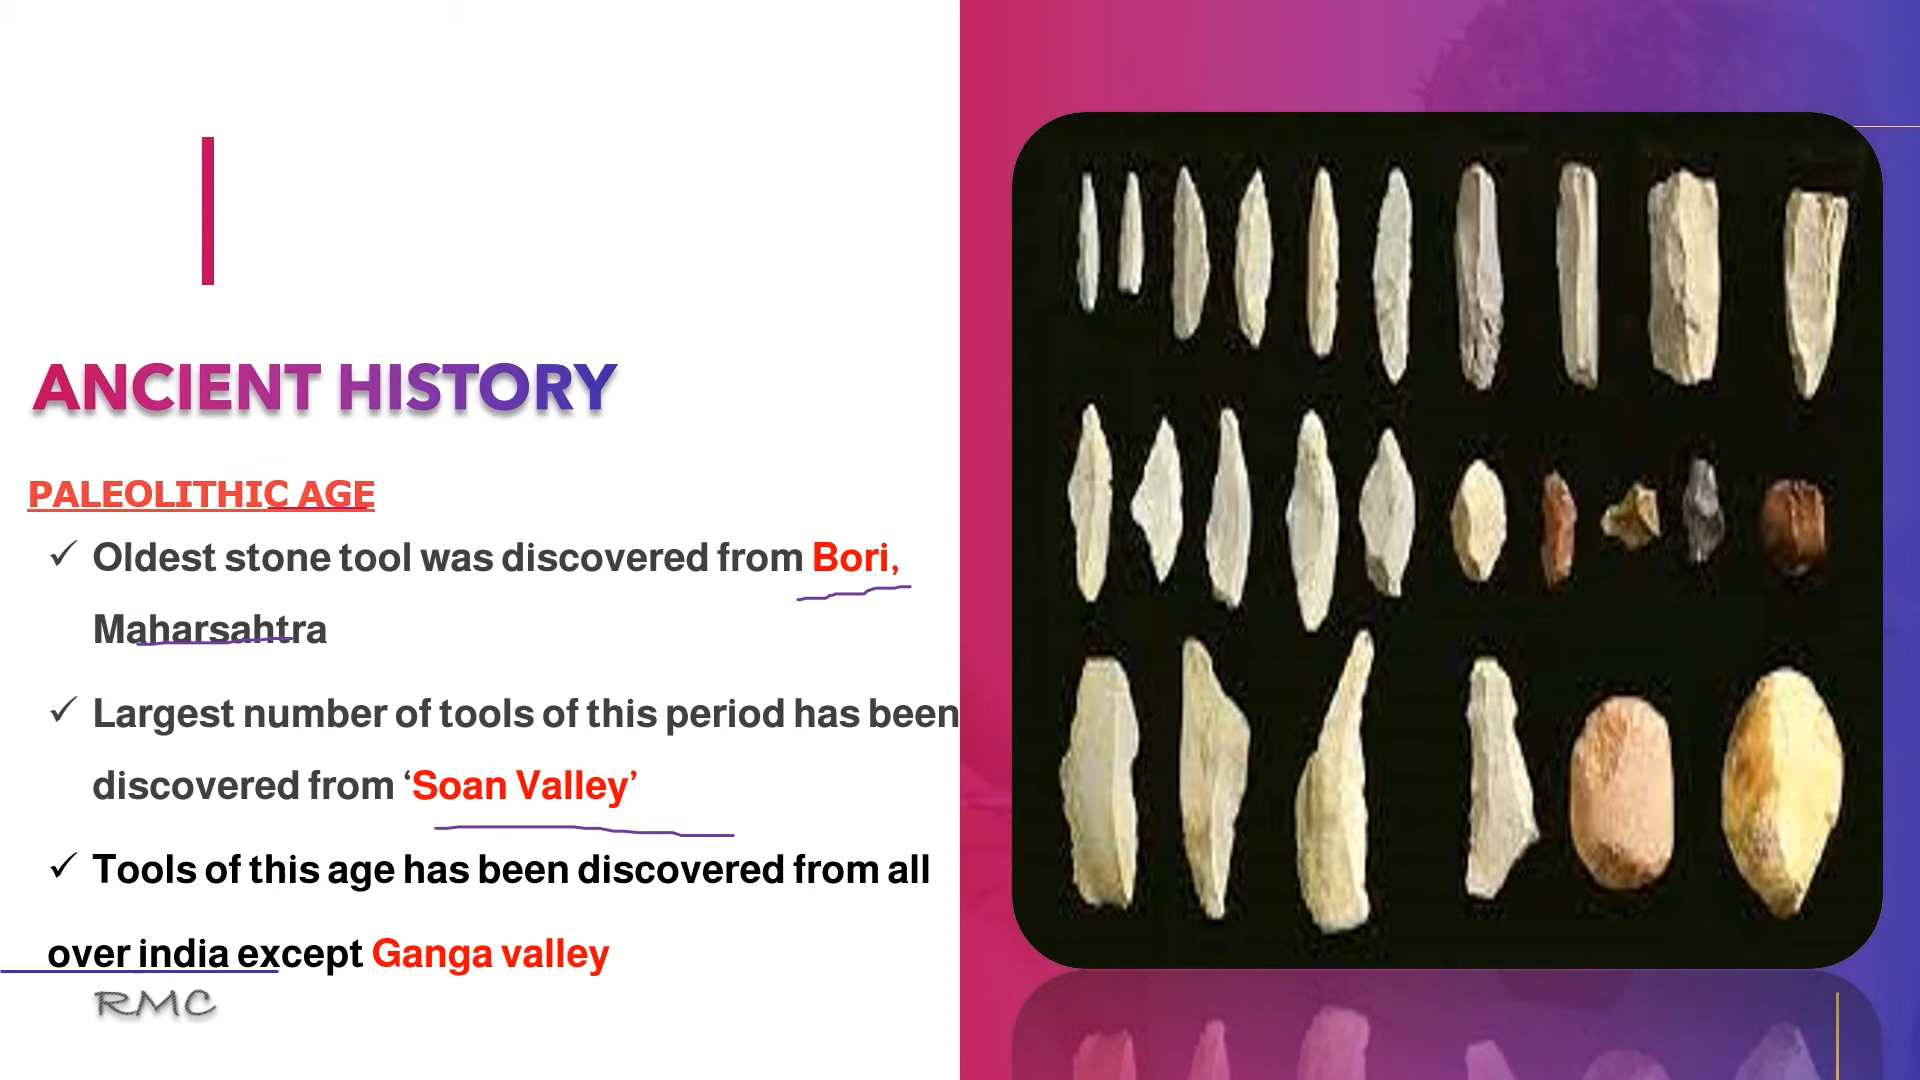 ANCIENT HISTORY
PALEOLITHIC AGE
✓ Oldest stone tool was discovered from Bori,
Maharsahtra
✓ Largest number of tools of this period has been
discovered from ‘Soan Valley’
✓ Tools of this age has been discovered from all
over india except Ganga valley
RMC